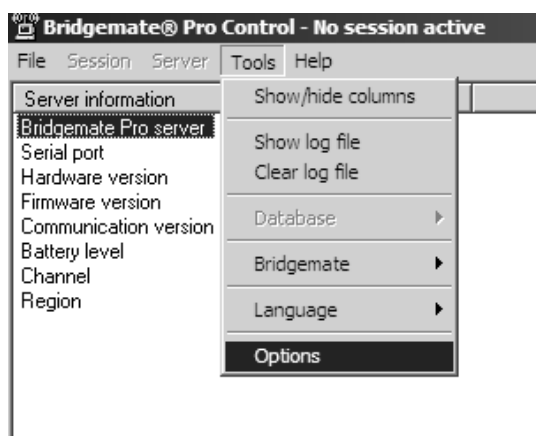 Bridgemate® Pro Control - No session active
File Session Server Tools Help
Server information
Bridgemate Pro server
Serial port
Hardware version
Firmware version
Communication version
Battery level
Channel
Region
Show/hide columns
Show log file
Clear log file
Database
Bridgemate
Language
Options